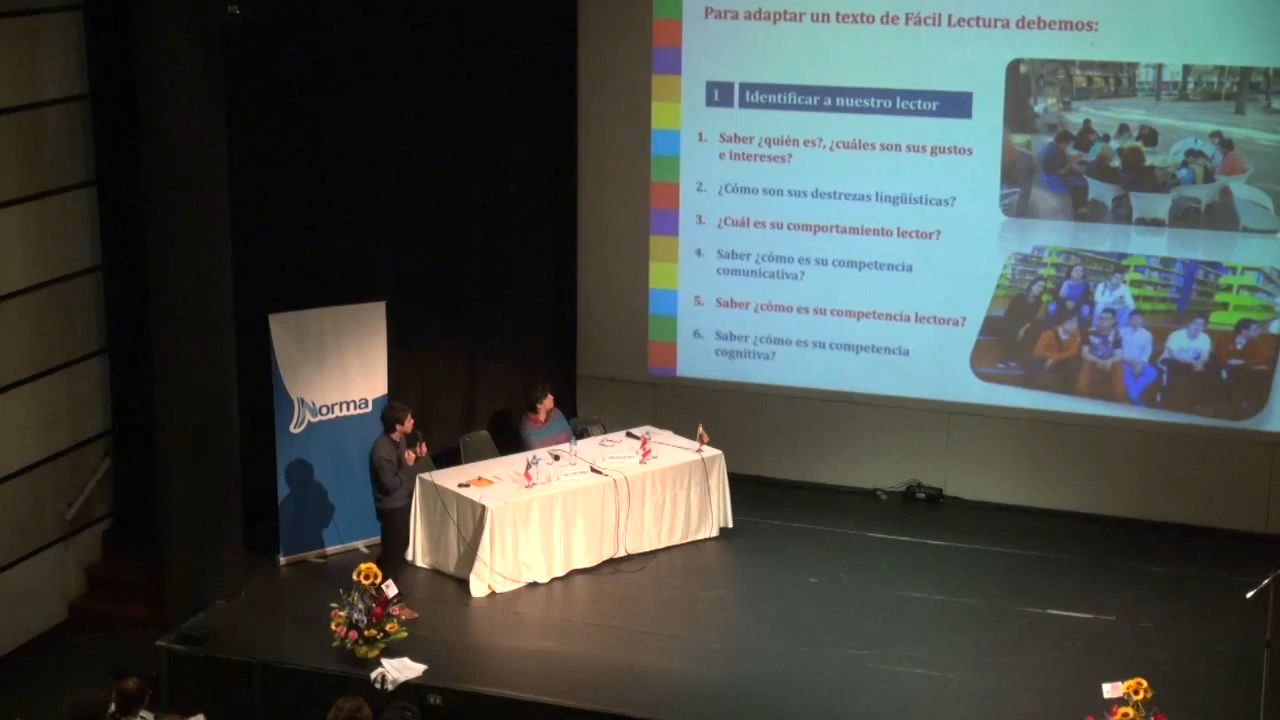 Para adaptar un texto de Fácil Lectura debemos:
1 Identificar a nuestro lector
1. Saber ¿quién es?, ¿cuáles son sus gustos
e intereses?
2. ¿Cómo son sus destrezas lingüísticas?
3. ¿Cuál es su comportamiento lector?
4. Saber ¿cómo es su competencia
comunicativa?
5. Saber ¿cómo es su competencia lectora?
6. Saber ¿cómo es su competencia
cognitiva?
Norma